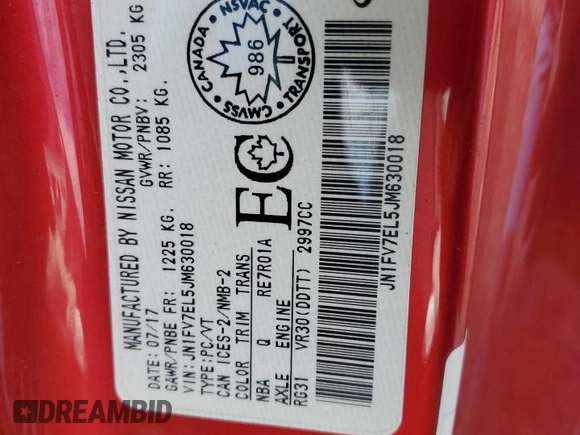 MANUFACTURED BY NISSAN MOTOR CO.,LTD.
DATE: 07/17 GVWR/PNBV: 2305 KG
GAWR/PNBE FR: 1225 KG. RR: 1085 KG.
VIN: JN1FV7EL5JM630018
TYPE:PC/VT
CAN ICES-2/NMB-2
COLOR TRIM TRANS
NBA Q RE7R01A
AXLE ENGINE
RG31 VR30(DDTT) 2997CC
EC
CANADA NSVAC
986
CMVSS TRANSPORT
JN1FV7EL5JM630018
DREAMBID